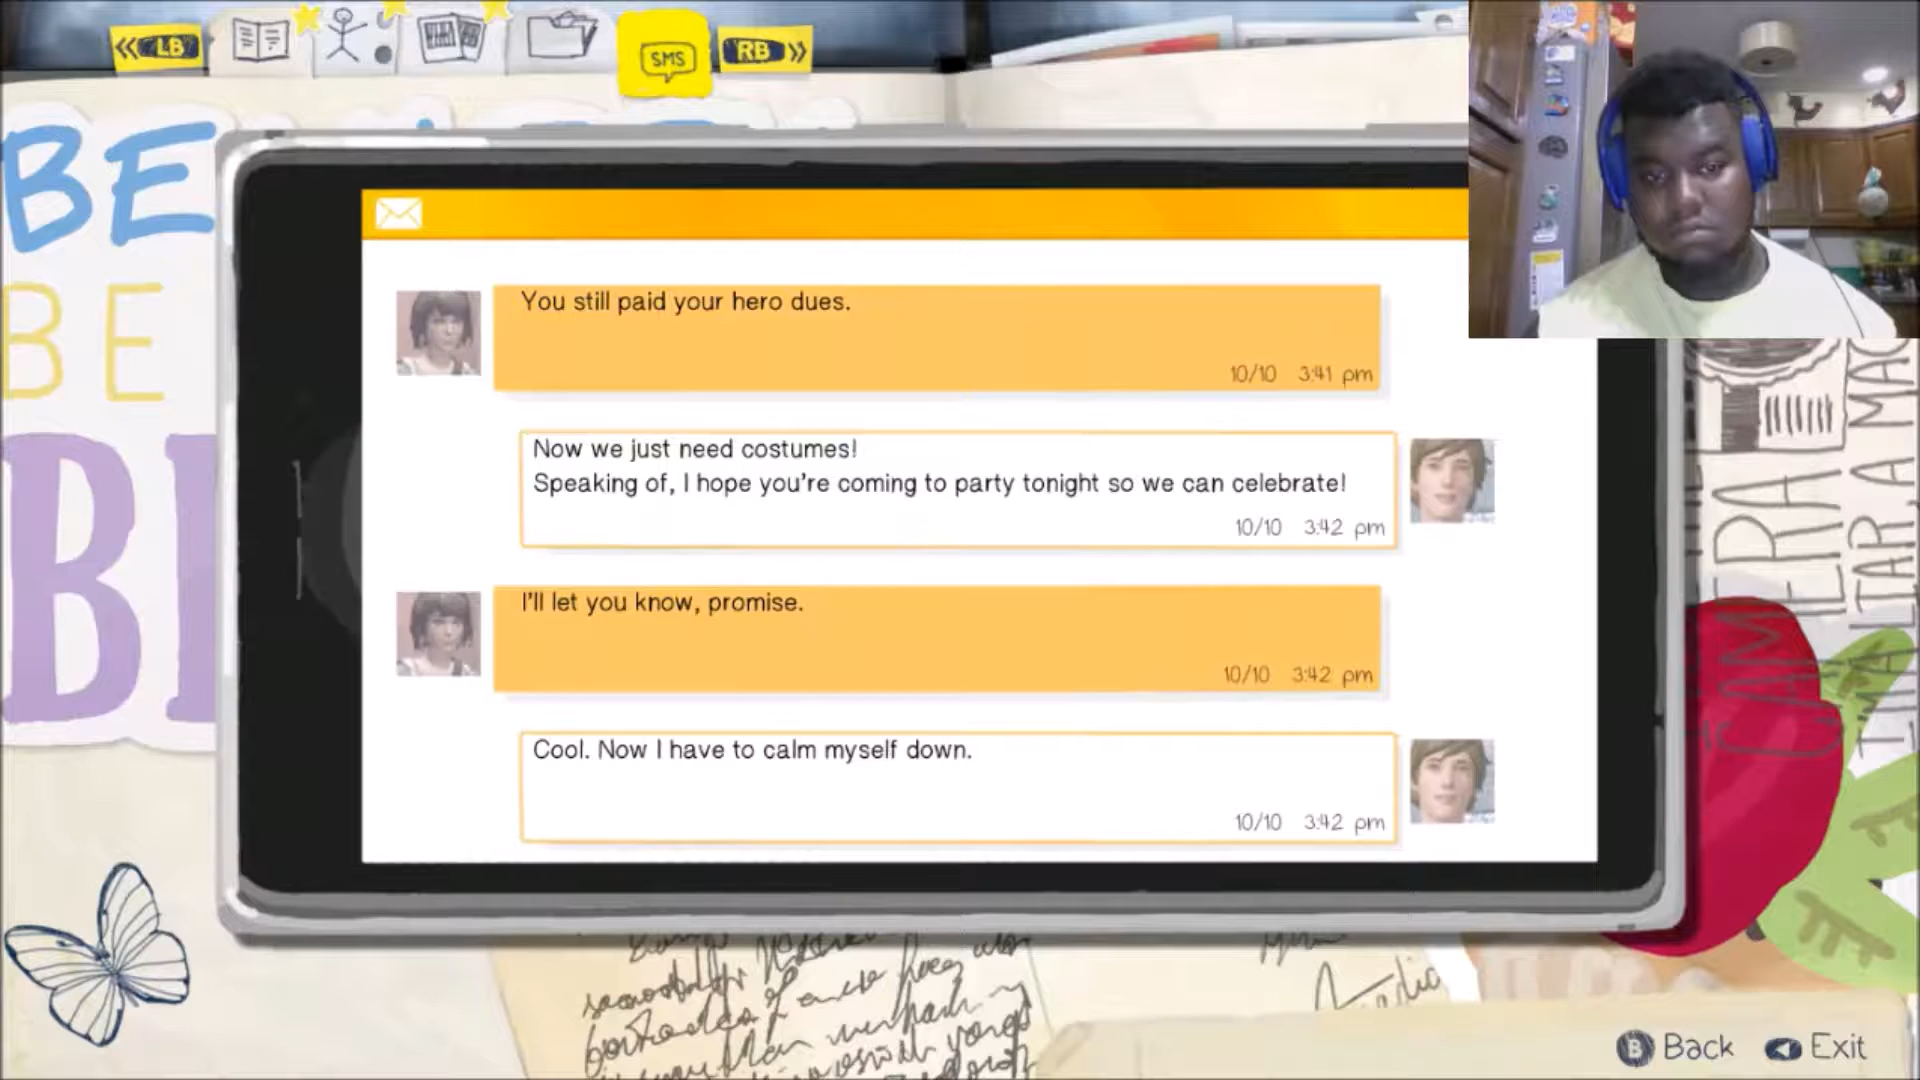 LB
SMS
RB
BE
BE
You still paid your hero dues.
10/10 3:41 pm
Now we just need costumes!
Speaking of, I hope you're coming to party tonight so we can celebrate!
10/10 3:42 pm
I'll let you know, promise.
10/10 3:42 pm
Cool. Now I have to calm myself down.
10/10 3:42 pm
B Back
Exit